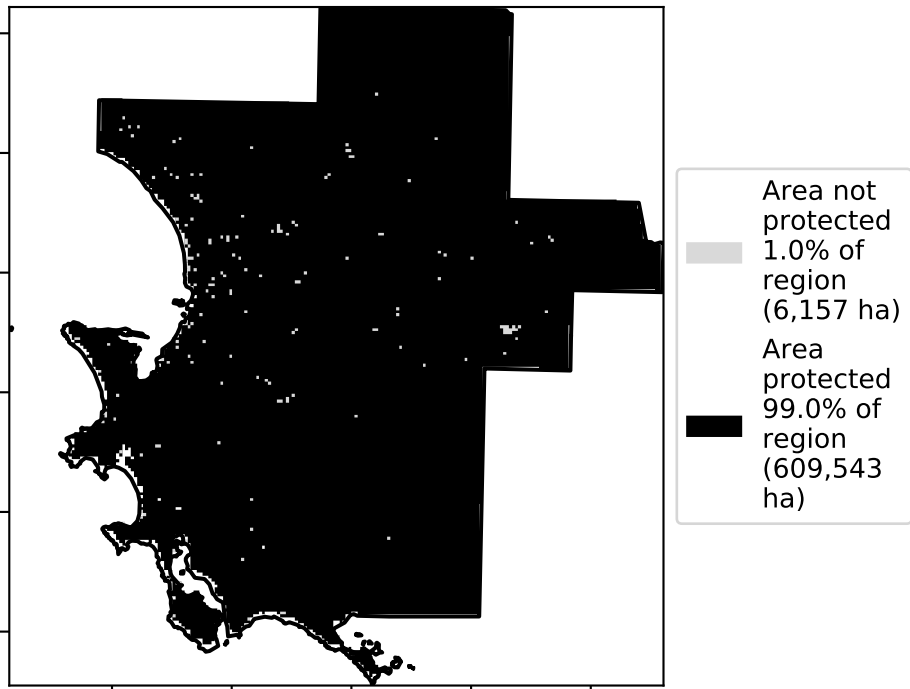 Area not
protected
1.0% of
region
(6,157 ha)
Area
protected
99.0% of
region
(609,543
ha)